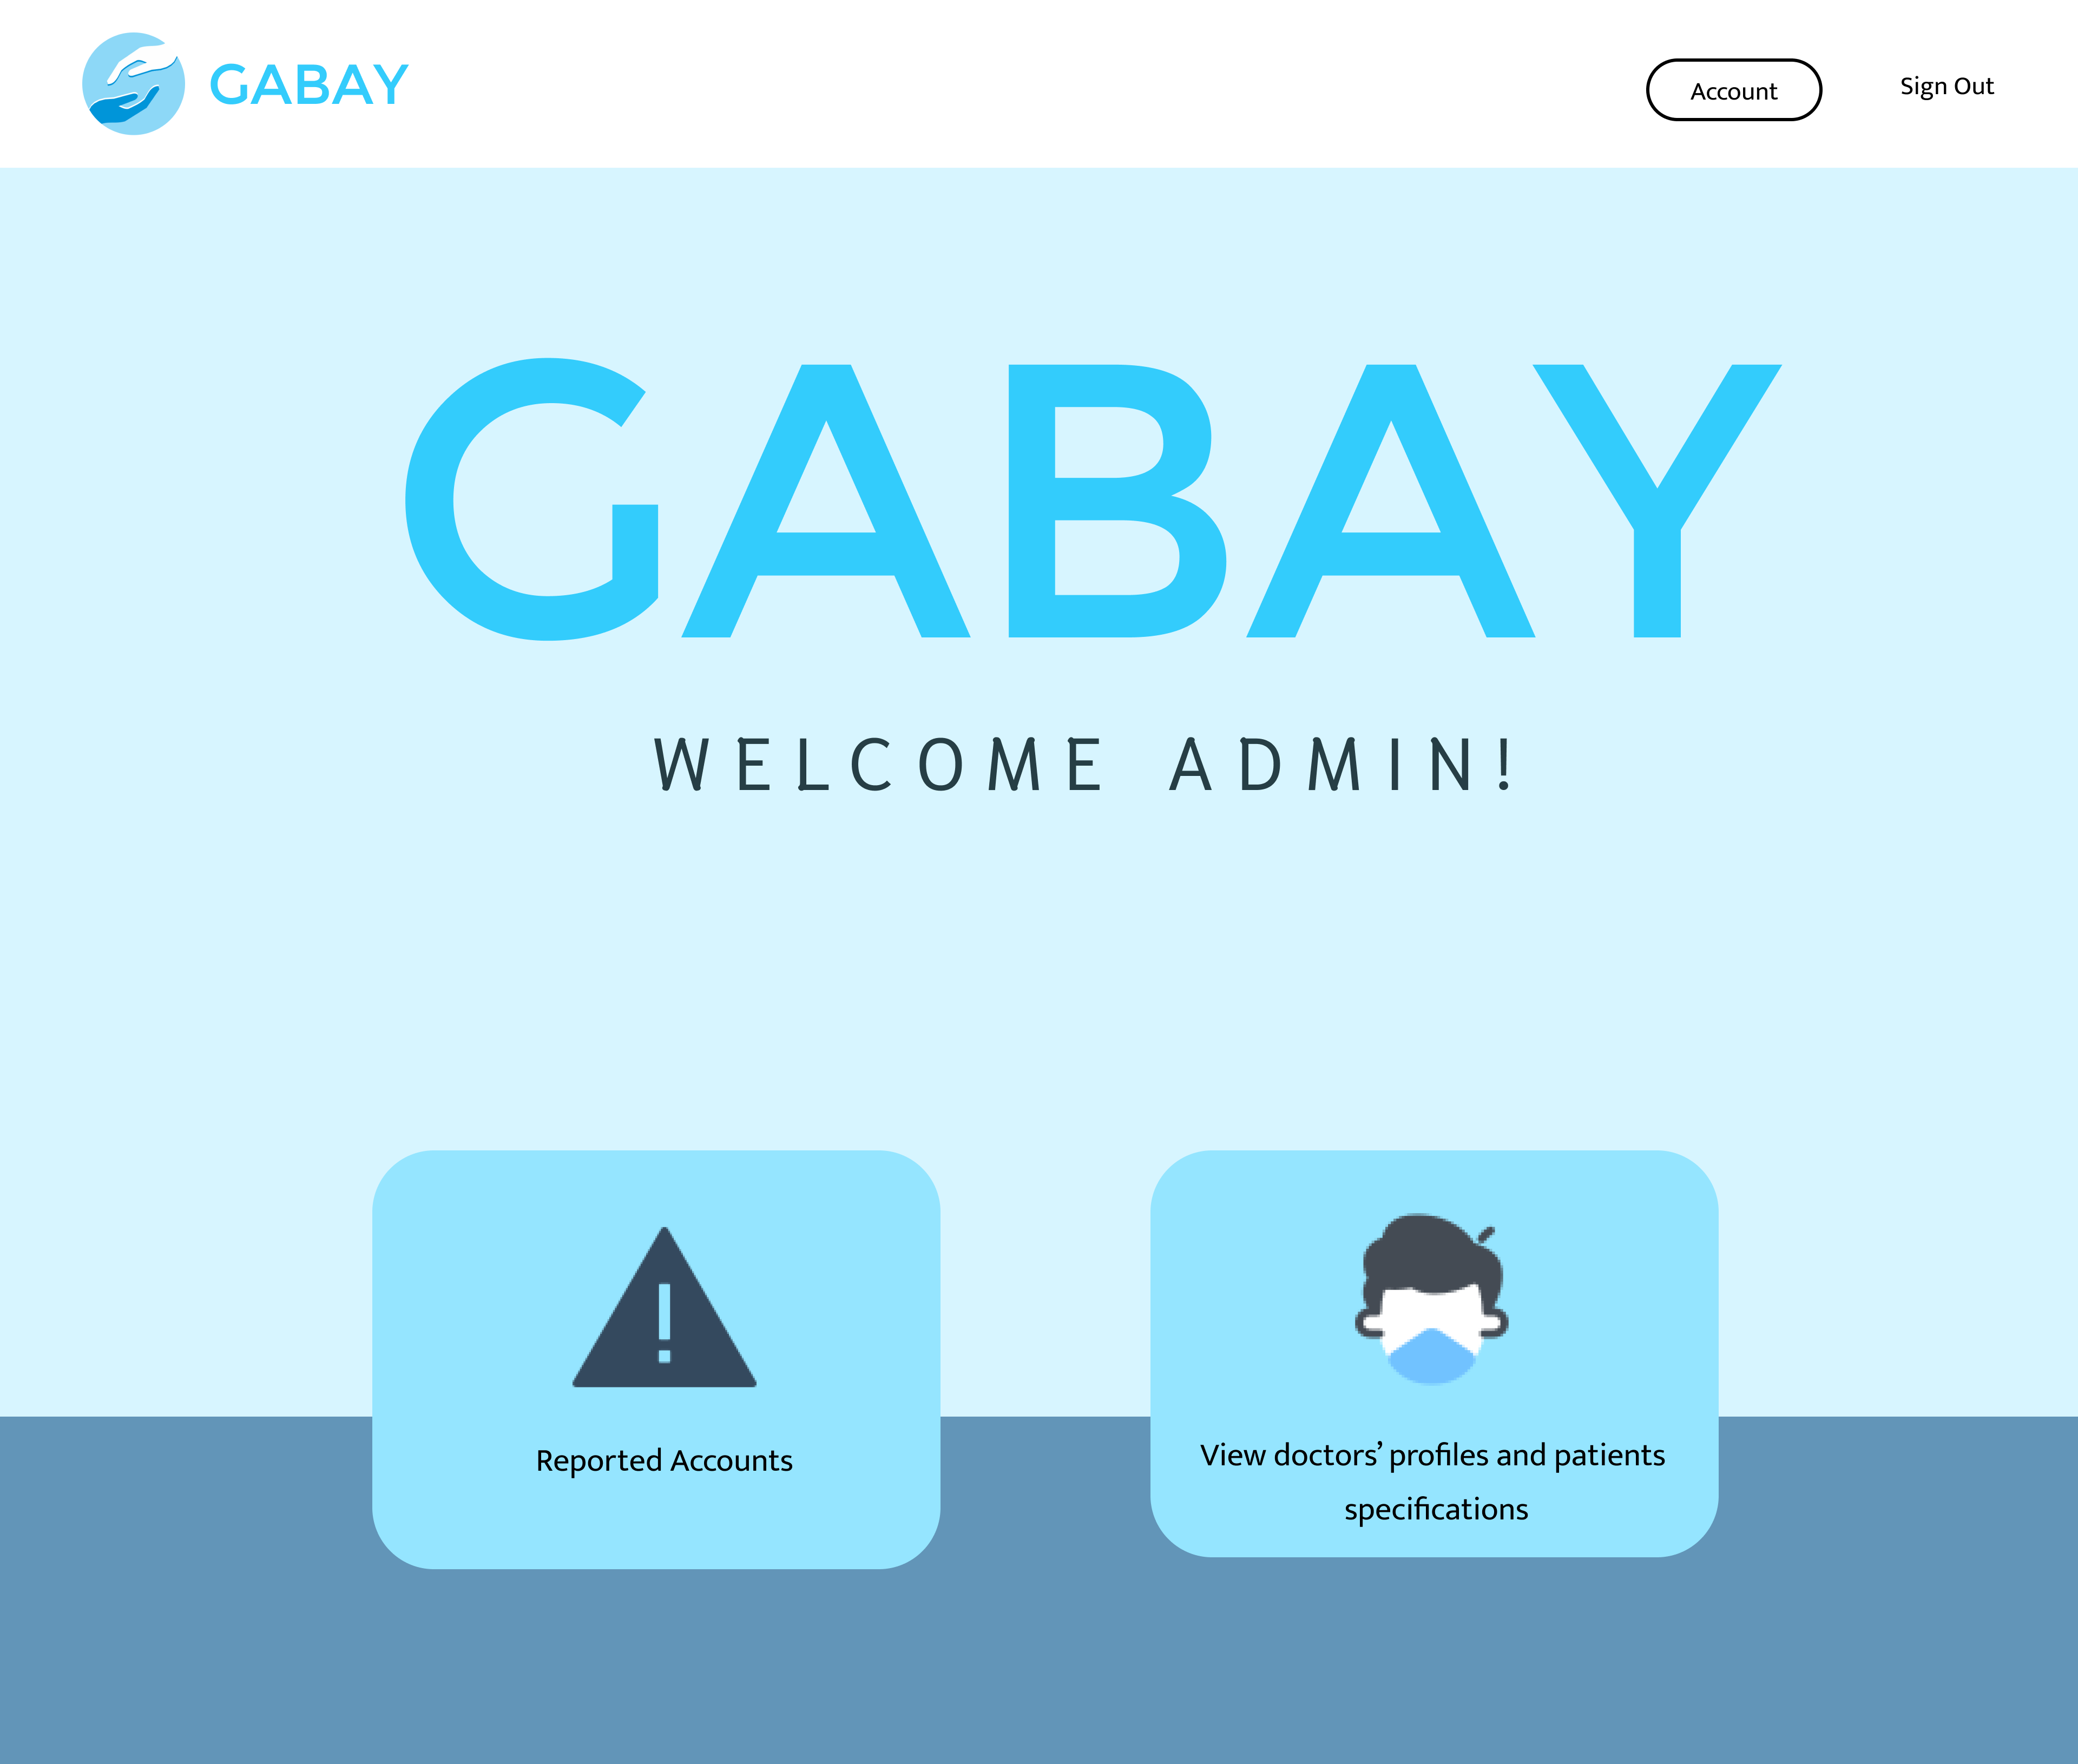 GABAY
Account
Sign Out
GABAY
WELCOME ADMIN!
Reported Accounts
View doctors’ profiles and patients
specifications